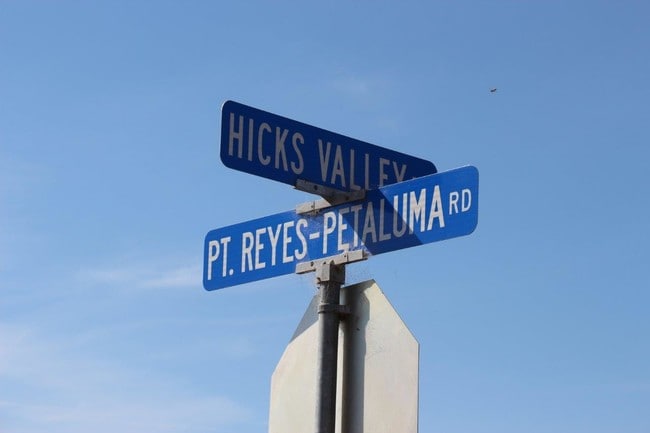 HICKS VALLEY
PT. REYES-PETALUMA RD